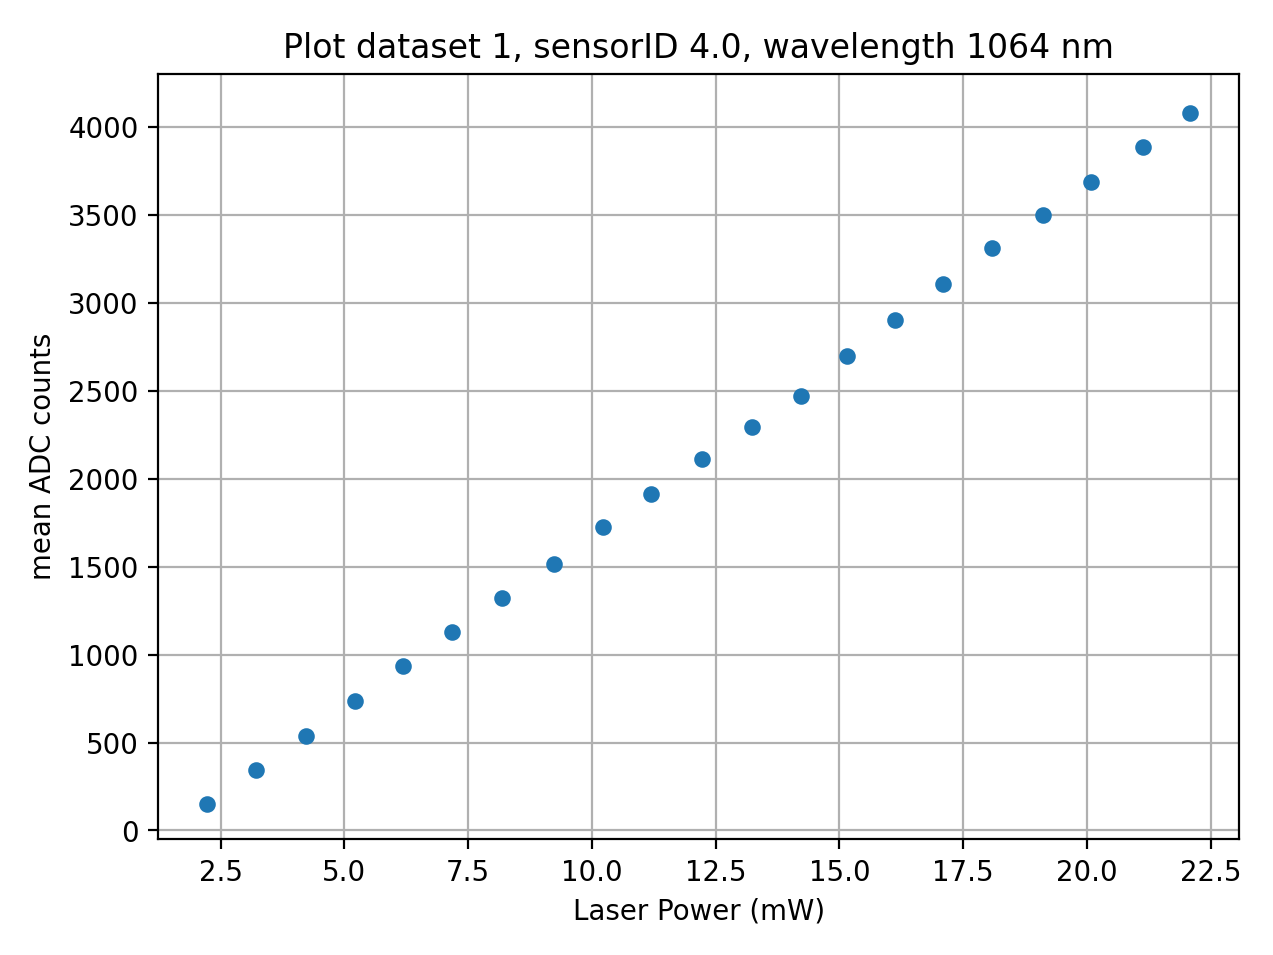 Plot dataset 1, sensorID 4.0, wavelength 1064 nm
4000
3500
3000
2500
2000
1500
1000
500
0
mean ADC counts
2.5 5.0 7.5 10.0 12.5 15.0 17.5 20.0 22.5
Laser Power (mW)